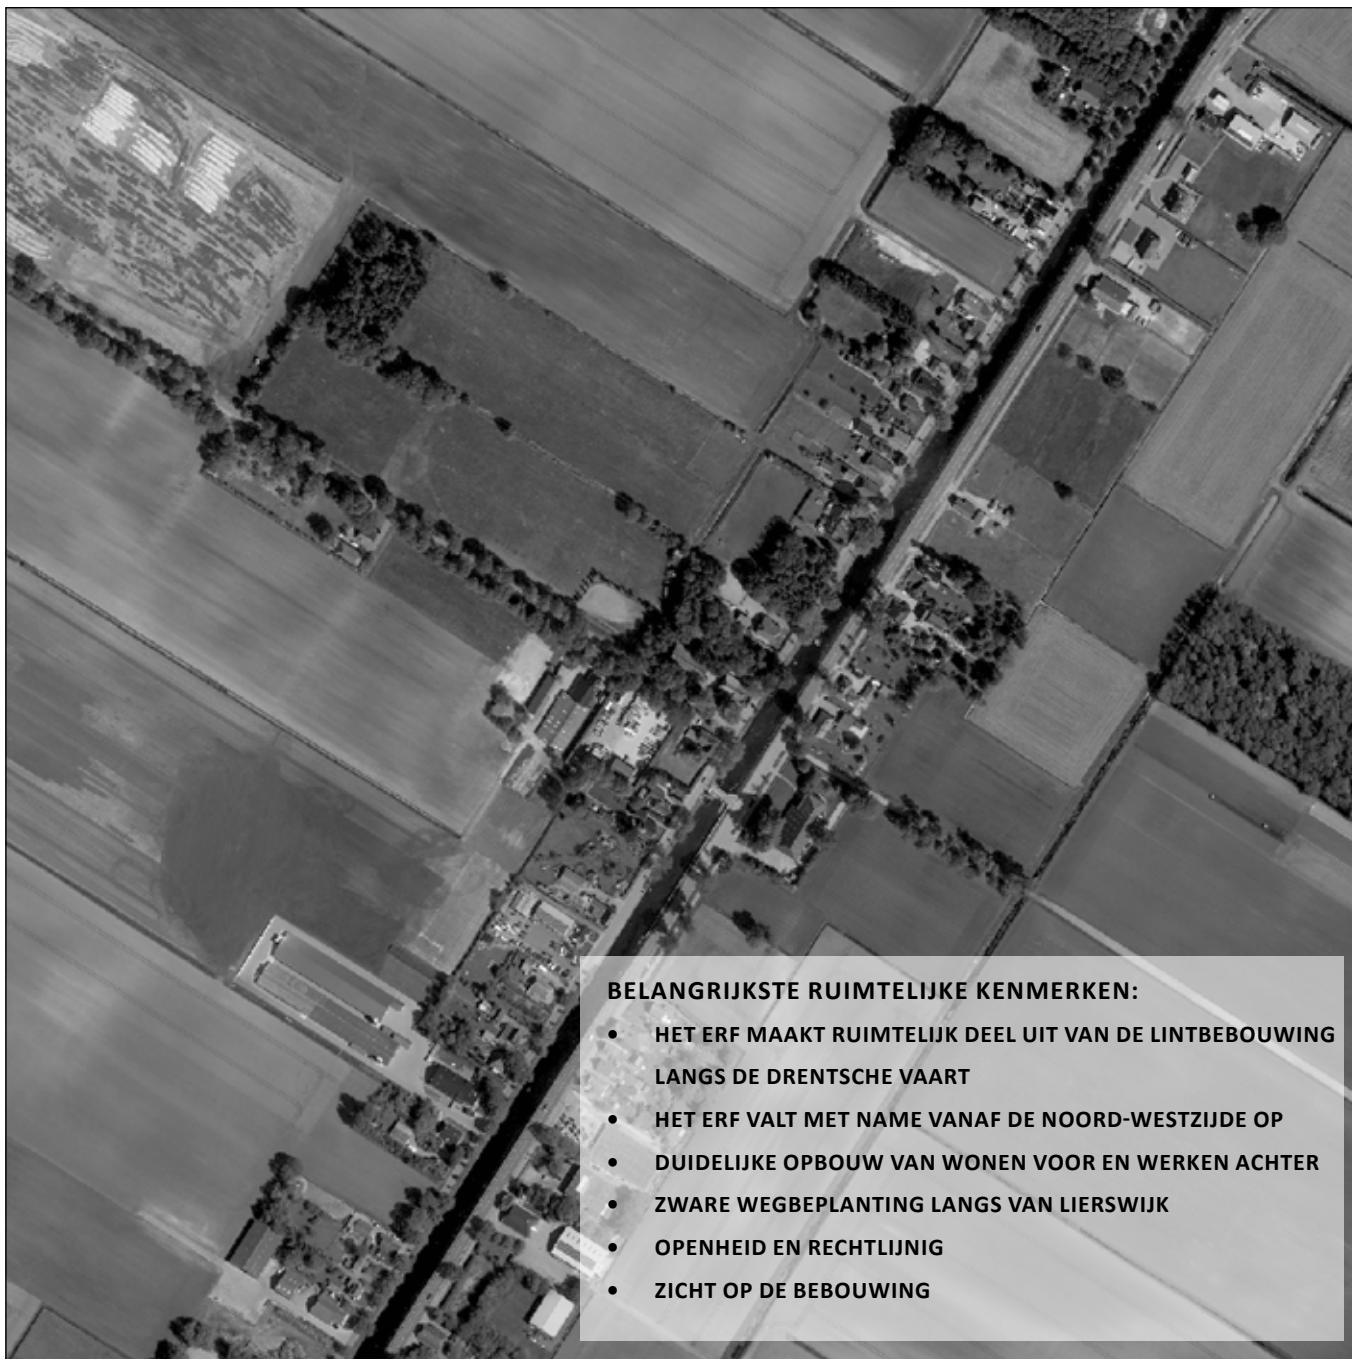 BELANGRIJKSTE RUIMTELIJKE KENMERKEN:
• HET ERF MAAKT RUIMTELIJK DEEL UIT VAN DE LINTBEBOUWING
LANGS DE DRENTSCHE VAART
• HET ERF VALT MET NAME VANAF DE NOORD-WESTZIJDE OP
• DUIDELIJKE OPBOUW VAN WONEN VOOR EN WERKEN ACHTER
• ZWARE WEGBEPLANTING LANGS VAN LIERSWIJK
• OPENHEID EN RECHTLIJNIG
• ZICHT OP DE BEBOUWING